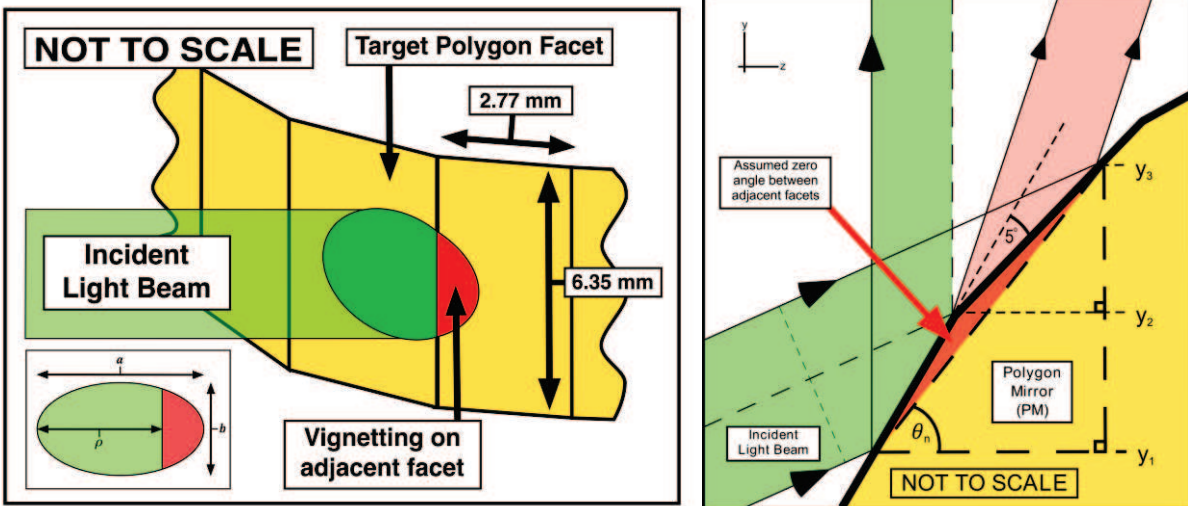 NOT TO SCALE
Target Polygon Facet
2.77 mm
Incident
Light Beam
6.35 mm
a
ρ
b
Vignetting on
adjacent facet
y
z
Assumed zero
angle between
adjacent facets
5°
y3
y2
Polygon
Mirror
(PM)
θn
Incident
Light Beam
y1
NOT TO SCALE